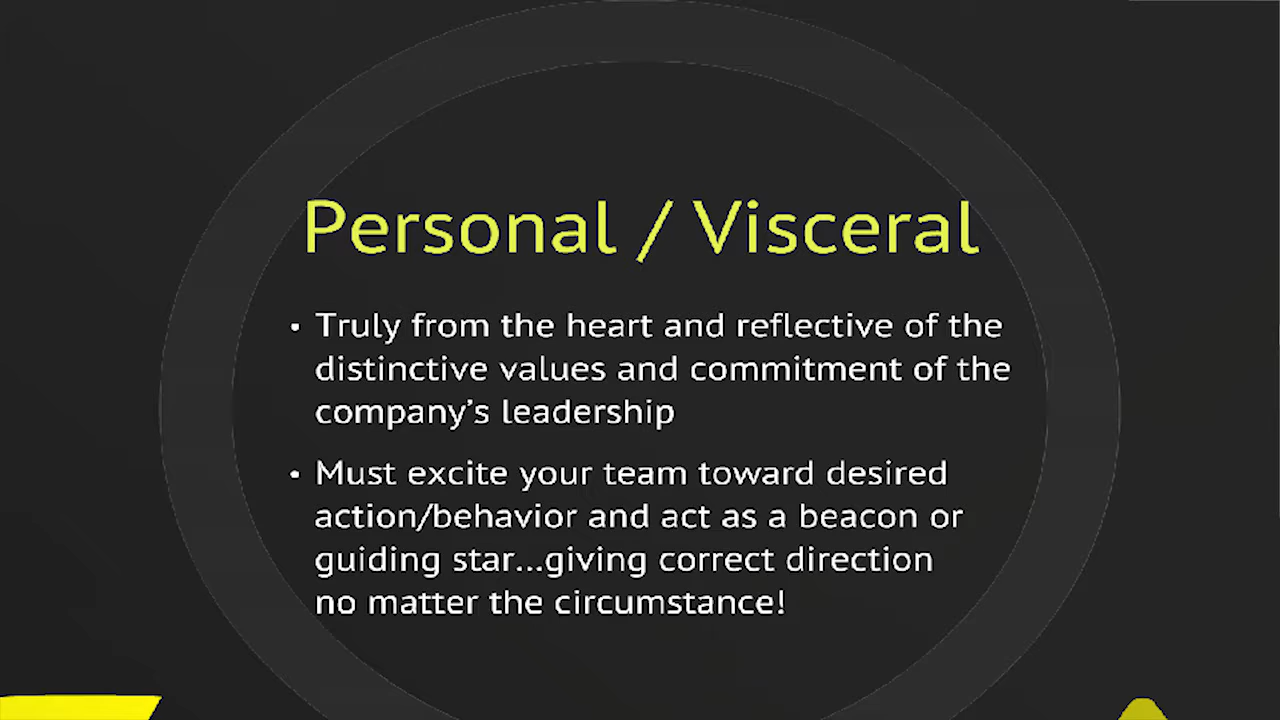 Personal / Visceral
• Truly from the heart and reflective of the
distinctive values and commitment of the
company’s leadership
• Must excite your team toward desired
action/behavior and act as a beacon or
guiding star...giving correct direction
no matter the circumstance!